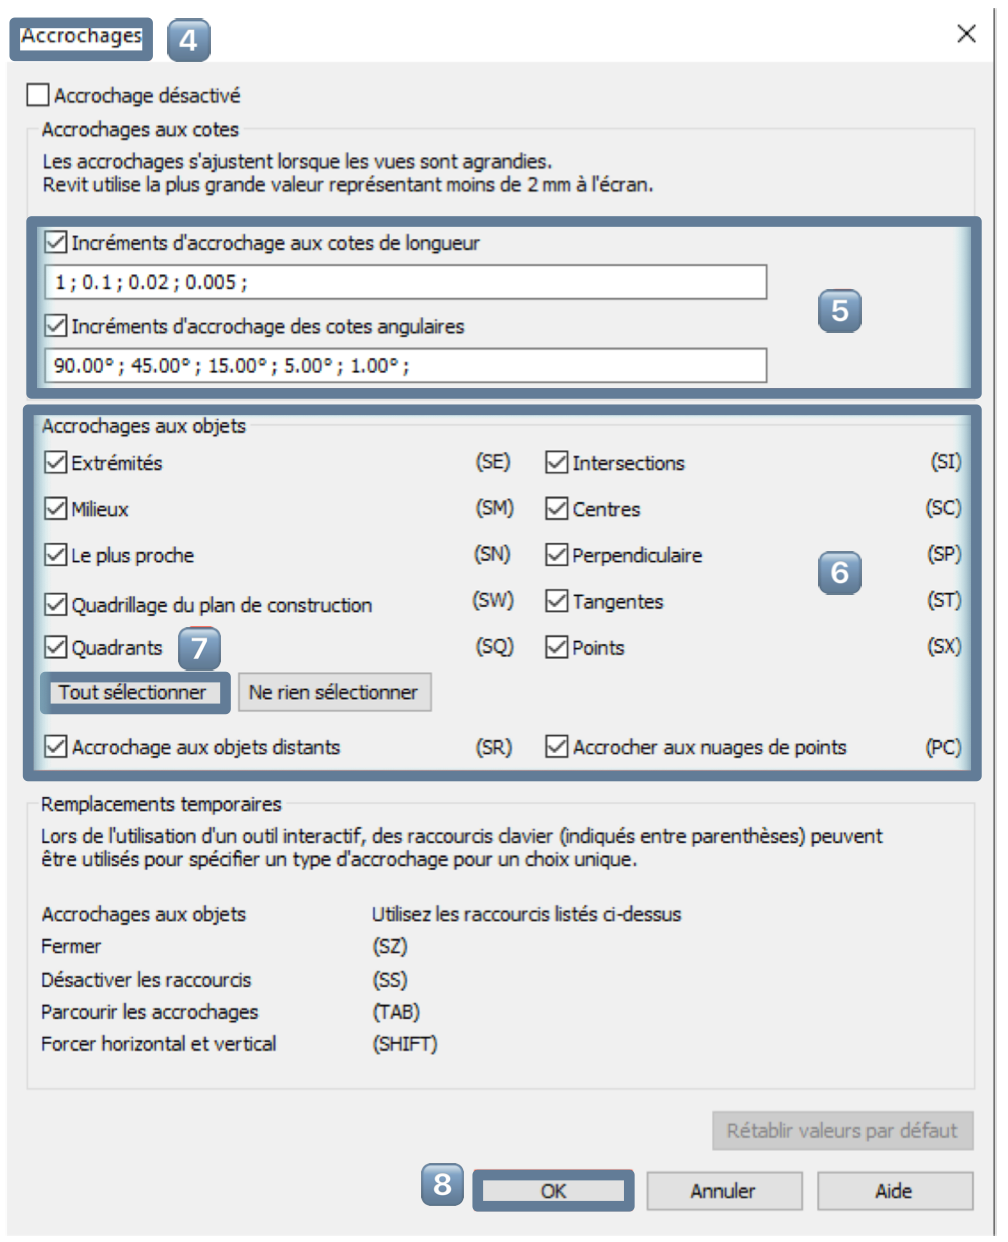 Accrochages 4
Accrochage désactivé
Accrochages aux cotes
Les accrochages s'ajustent lorsque les vues sont agrandies.
Revit utilise la plus grande valeur représentant moins de 2 mm à l'écran.
Incréments d'accrochage aux cotes de longueur
1 ; 0.1 ; 0.02 ; 0.005 ;
5
Incréments d'accrochage des cotes angulaires
90.00° ; 45.00° ; 15.00° ; 5.00° ; 1.00° ;
Accrochages aux objets
Extrémités (SE) Intersections (SI)
Milieux (SM) Centres (SC)
Le plus proche (SN) Perpendiculaire (SP)
6
Quadrillage du plan de construction (SW) Tangentes (ST)
Quadrants 7 (SQ) Points (SX)
Tout sélectionner Ne rien sélectionner
Accrochage aux objets distants (SR) Accrocher aux nuages de points (PC)
Remplacements temporaires
Lors de l'utilisation d'un outil interactif, des raccourcis clavier (indiqués entre parenthèses) peuvent
être utilisés pour spécifier un type d'accrochage pour un choix unique.
Accrochages aux objets Utilisez les raccourcis listés ci-dessus
Fermer (SZ)
Désactiver les raccourcis (SS)
Parcourir les accrochages (TAB)
Forcer horizontal et vertical (SHIFT)
Rétablir valeurs par défaut
8 OK Annuler Aide